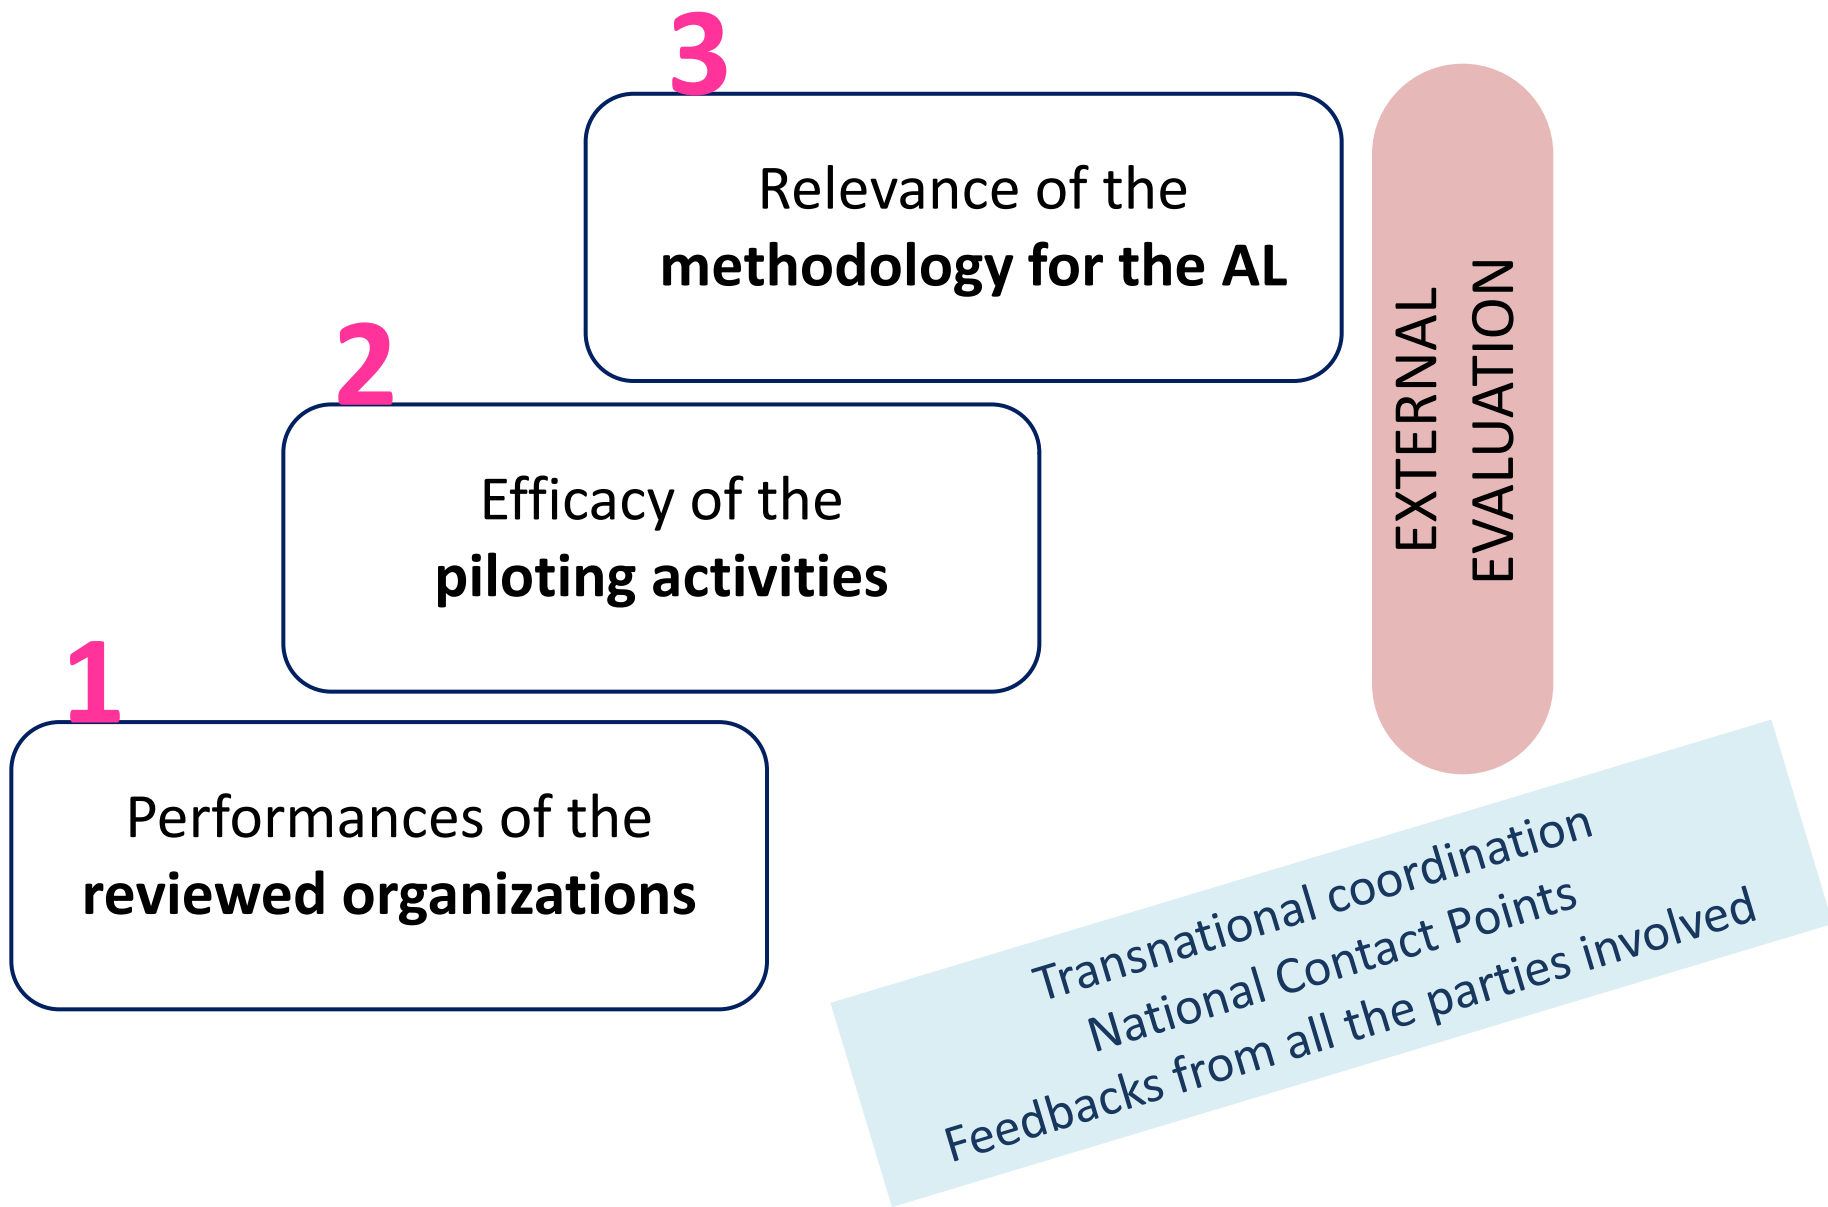 3
Relevance of the
methodology for the AL
2
Efficacy of the
piloting activities
1
Performances of the
reviewed organizations
EXTERNAL
EVALUATION
Transnational coordination
National Contact Points
Feedbacks from all the parties involved